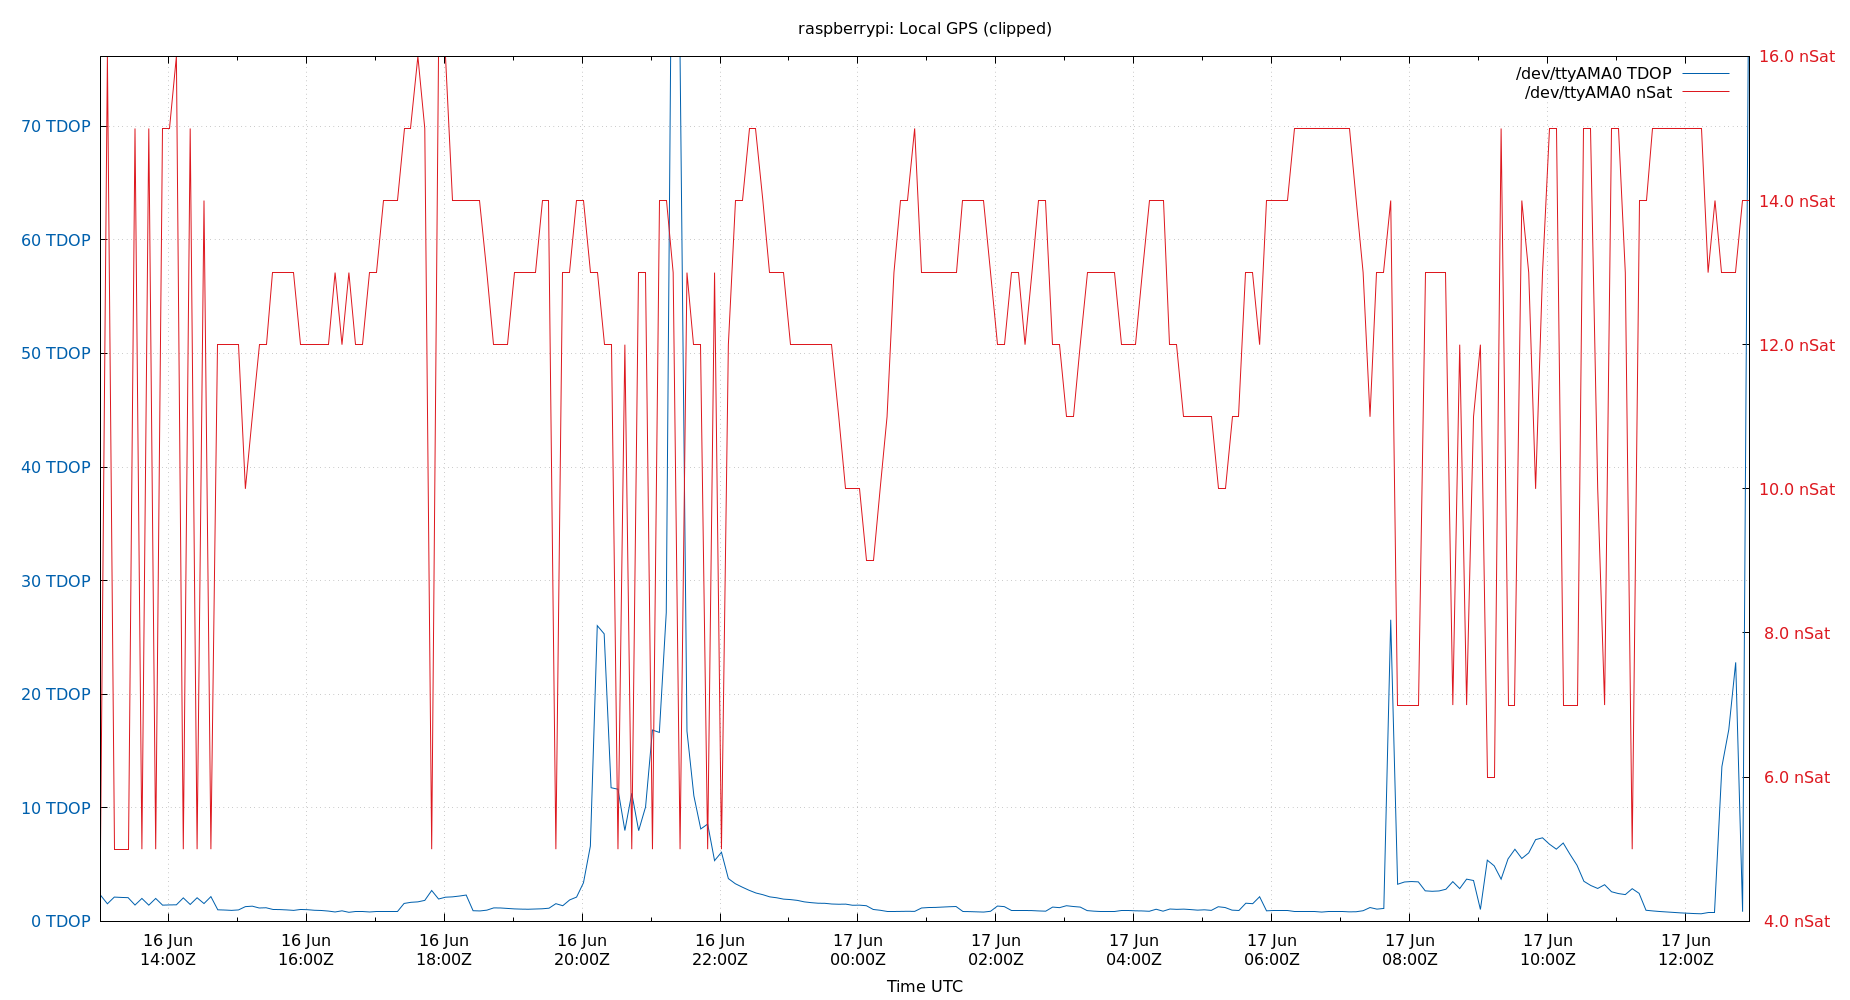 raspberrypi: Local GPS (clipped)
/dev/ttyAMA0 TDOP
/dev/ttyAMA0 nSat
70 TDOP
60 TDOP
50 TDOP
40 TDOP
30 TDOP
20 TDOP
10 TDOP
0 TDOP
16.0 nSat
14.0 nSat
12.0 nSat
10.0 nSat
8.0 nSat
6.0 nSat
4.0 nSat
16 Jun
14:00Z
16 Jun
16:00Z
16 Jun
18:00Z
16 Jun
20:00Z
16 Jun
22:00Z
17 Jun
00:00Z
17 Jun
02:00Z
17 Jun
04:00Z
17 Jun
06:00Z
17 Jun
08:00Z
17 Jun
10:00Z
17 Jun
12:00Z
Time UTC